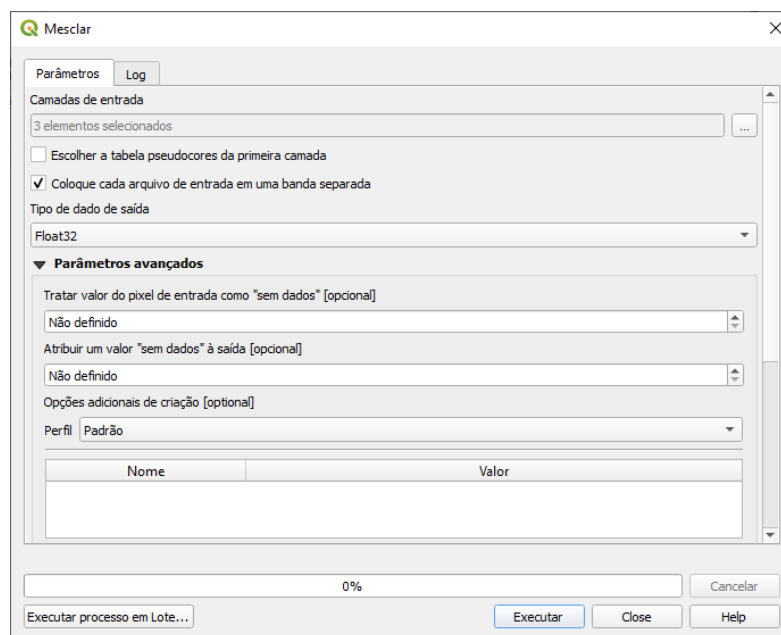 Mesclar
Parâmetros Log
Camadas de entrada
3 elementos selecionados ...
Escolher a tabela pseudocores da primeira camada
Coloque cada arquivo de entrada em uma banda separada
Tipo de dado de saída
Float32
Parâmetros avançados
Tratar valor do pixel de entrada como "sem dados" [opcional]
Não definido
Atribuir um valor "sem dados" à saída [opcional]
Não definido
Opções adicionais de criação [optional]
Perfil Padrão
Nome Valor
0% Cancelar
Executar processo em Lote... Executar Close Help